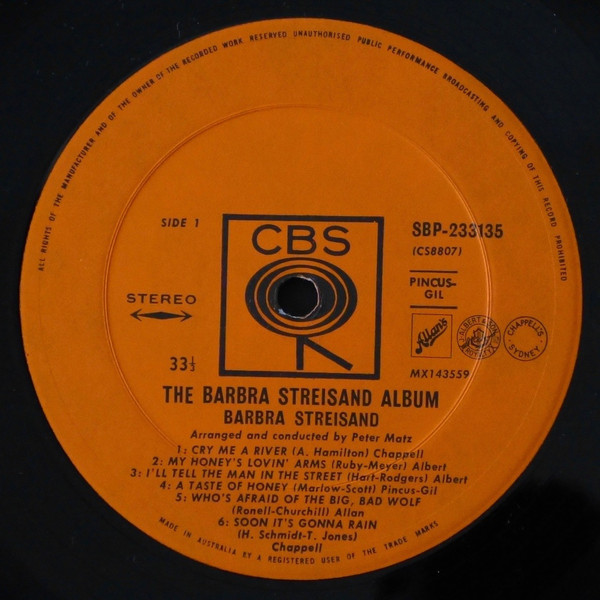 ALL RIGHTS OF THE MANUFACTURER AND OF THE OWNER OF THE RECORDED WORK RESERVED UNAUTHORISED PUBLIC PERFORMANCE BROADCASTING AND COPYING OF THIS RECORD PROHIBITED
SIDE 1
CBS
SBP-233135
(CS8807)
PINCUS-
GIL
STEREO
Allan's
CHAPPELL'S
SYDNEY
33⅓
MX143559
THE BARBRA STREISAND ALBUM
BARBRA STREISAND
Arranged and conducted by Peter Matz
1: CRY ME A RIVER (A. Hamilton) Chappell
2: MY HONEY'S LOVIN' ARMS (Ruby-Meyer) Albert
3: I'LL TELL THE MAN IN THE STREET (Hart-Rodgers) Albert
4: A TASTE OF HONEY (Marlow-Scott) Pincus-Gil
5: WHO'S AFRAID OF THE BIG, BAD WOLF
(Ronell-Churchill) Allan
6: SOON IT'S GONNA RAIN
(H. Schmidt-T. Jones)
Chappell
MADE IN AUSTRALIA BY A REGISTERED USER OF THE TRADE MARKS